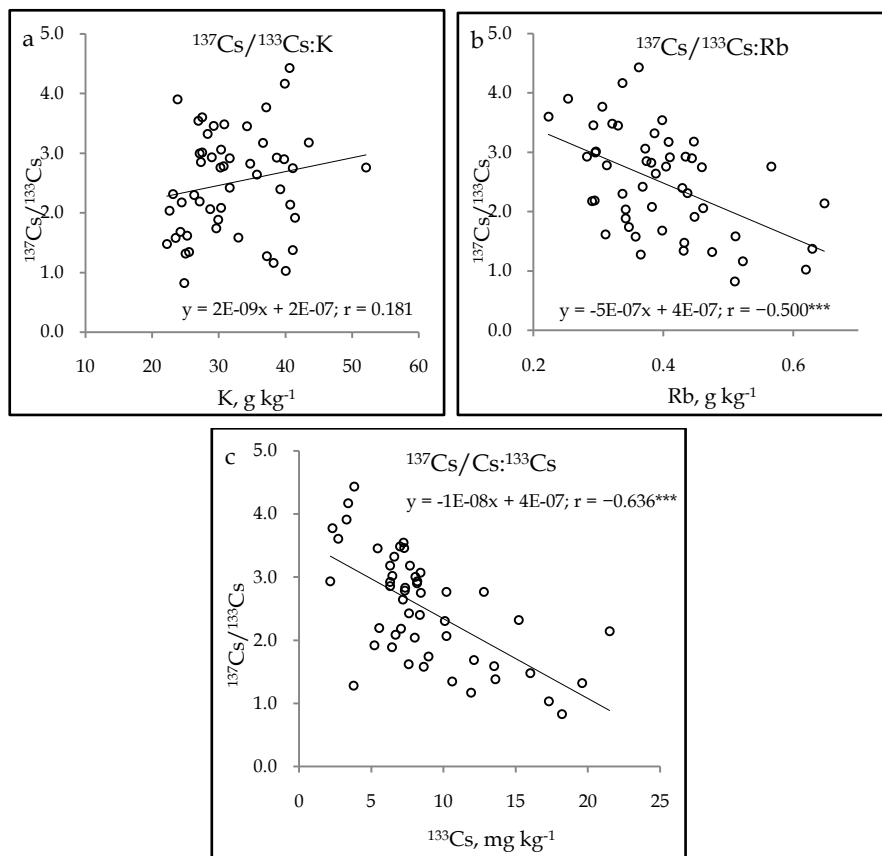 a
¹³⁷Cs/¹³³Cs:K
¹³⁷Cs/¹³³Cs
5.0
4.0
3.0
2.0
1.0
0.0
y = 2E-09x + 2E-07; r = 0.181
10 20 30 40 50 60
K, g kg⁻¹
b
¹³⁷Cs/¹³³Cs:Rb
¹³⁷Cs/¹³³Cs
5.0
4.0
3.0
2.0
1.0
0.0
y = -5E-07x + 4E-07; r = −0.500***
0.2 0.4 0.6
Rb, g kg⁻¹
c
¹³⁷Cs/Cs:¹³³Cs
y = -1E-08x + 4E-07; r = −0.636***
¹³⁷Cs/¹³³Cs
5.0
4.0
3.0
2.0
1.0
0.0
0 5 10 15 20 25
¹³³Cs, mg kg⁻¹